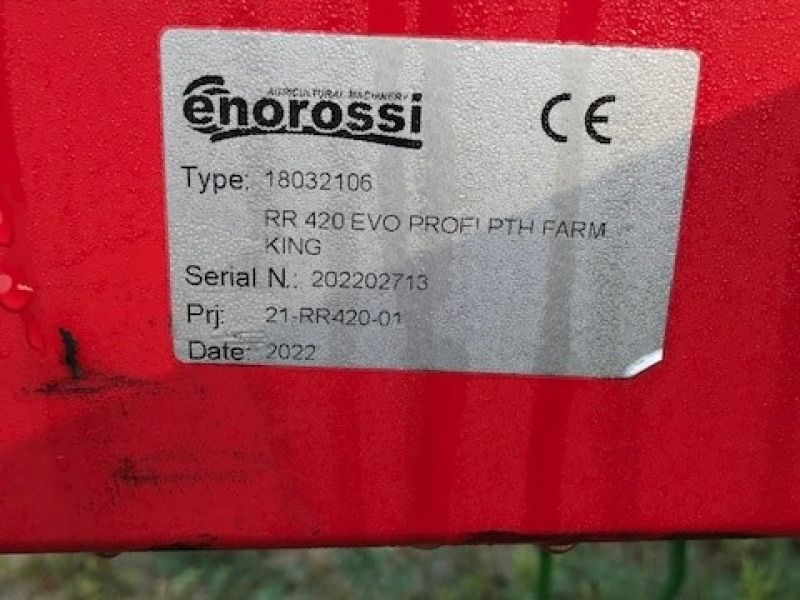 AGRICULTURAL MACHINERY
enorossi
CE
Type: 18032106
RR 420 EVO PROFI PTH FARM
KING
Serial N.: 202202713
Prj: 21-RR420-01
Date: 2022